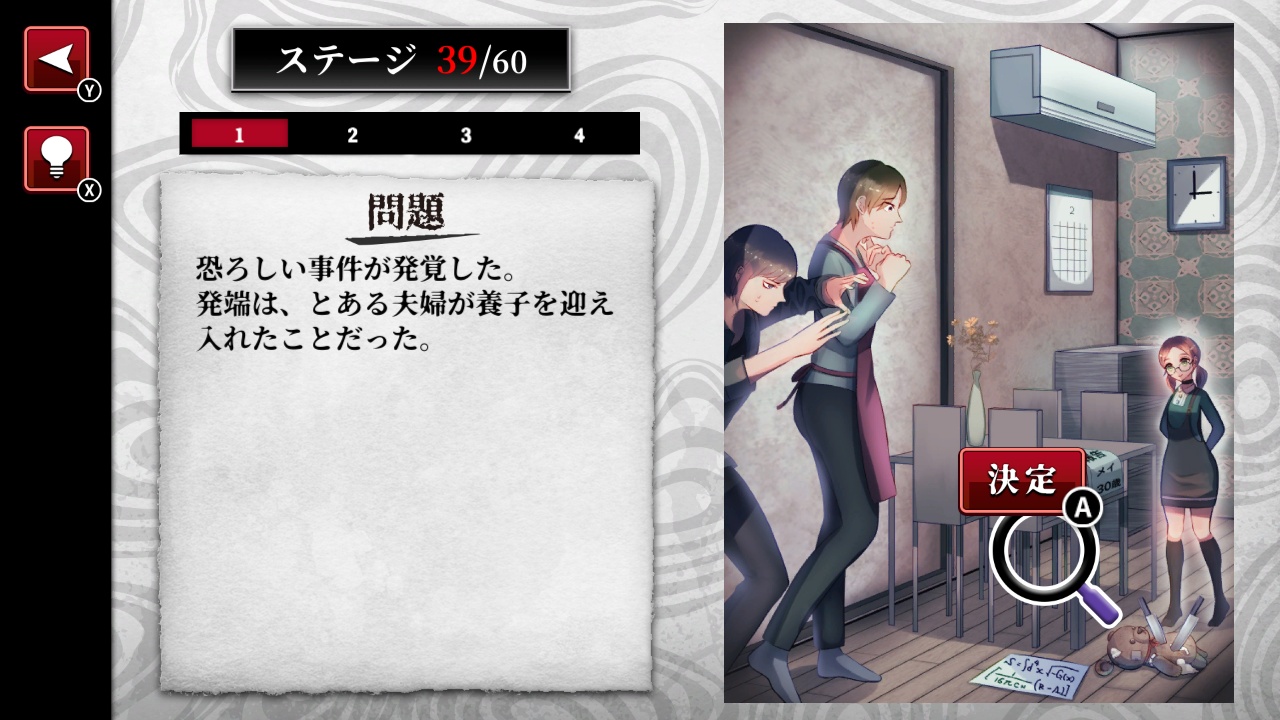 ステージ 39/60
Y
X
1 2 3 4
問題
恐ろしい事件が発覚した。
発端は、とある夫婦が養子を迎え
入れたことだった。
2
メイ
30歳
決定
A